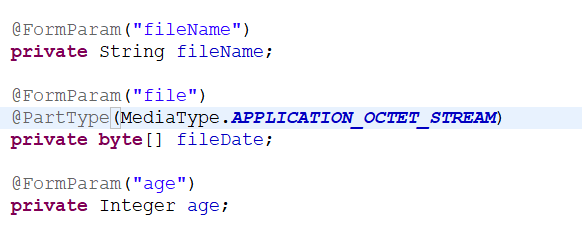 @FormParam("fileName")
private String fileName;
@FormParam("file")
@PartType(MediaType.APPLICATION_OCTET_STREAM)
private byte[] fileDate;
@FormParam("age")
private Integer age;